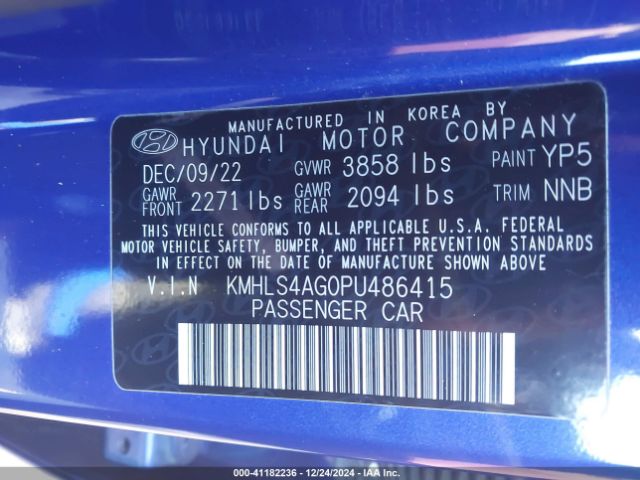 MANUFACTURED IN KOREA BY
HYUNDAI MOTOR COMPANY
DEC/09/22 GVWR 3858 lbs PAINT YP5
GAWR FRONT 2271 lbs GAWR REAR 2094 lbs TRIM NNB
THIS VEHICLE CONFORMS TO ALL APPLICABLE U.S.A. FEDERAL
MOTOR VEHICLE SAFETY, BUMPER, AND THEFT PREVENTION STANDARDS
IN EFFECT ON THE DATE OF MANUFACTURE SHOWN ABOVE.
V.I.N KMHLS4AG0PU486415
PASSENGER CAR
000-41182236 - 12/24/2024 - IAA Inc.